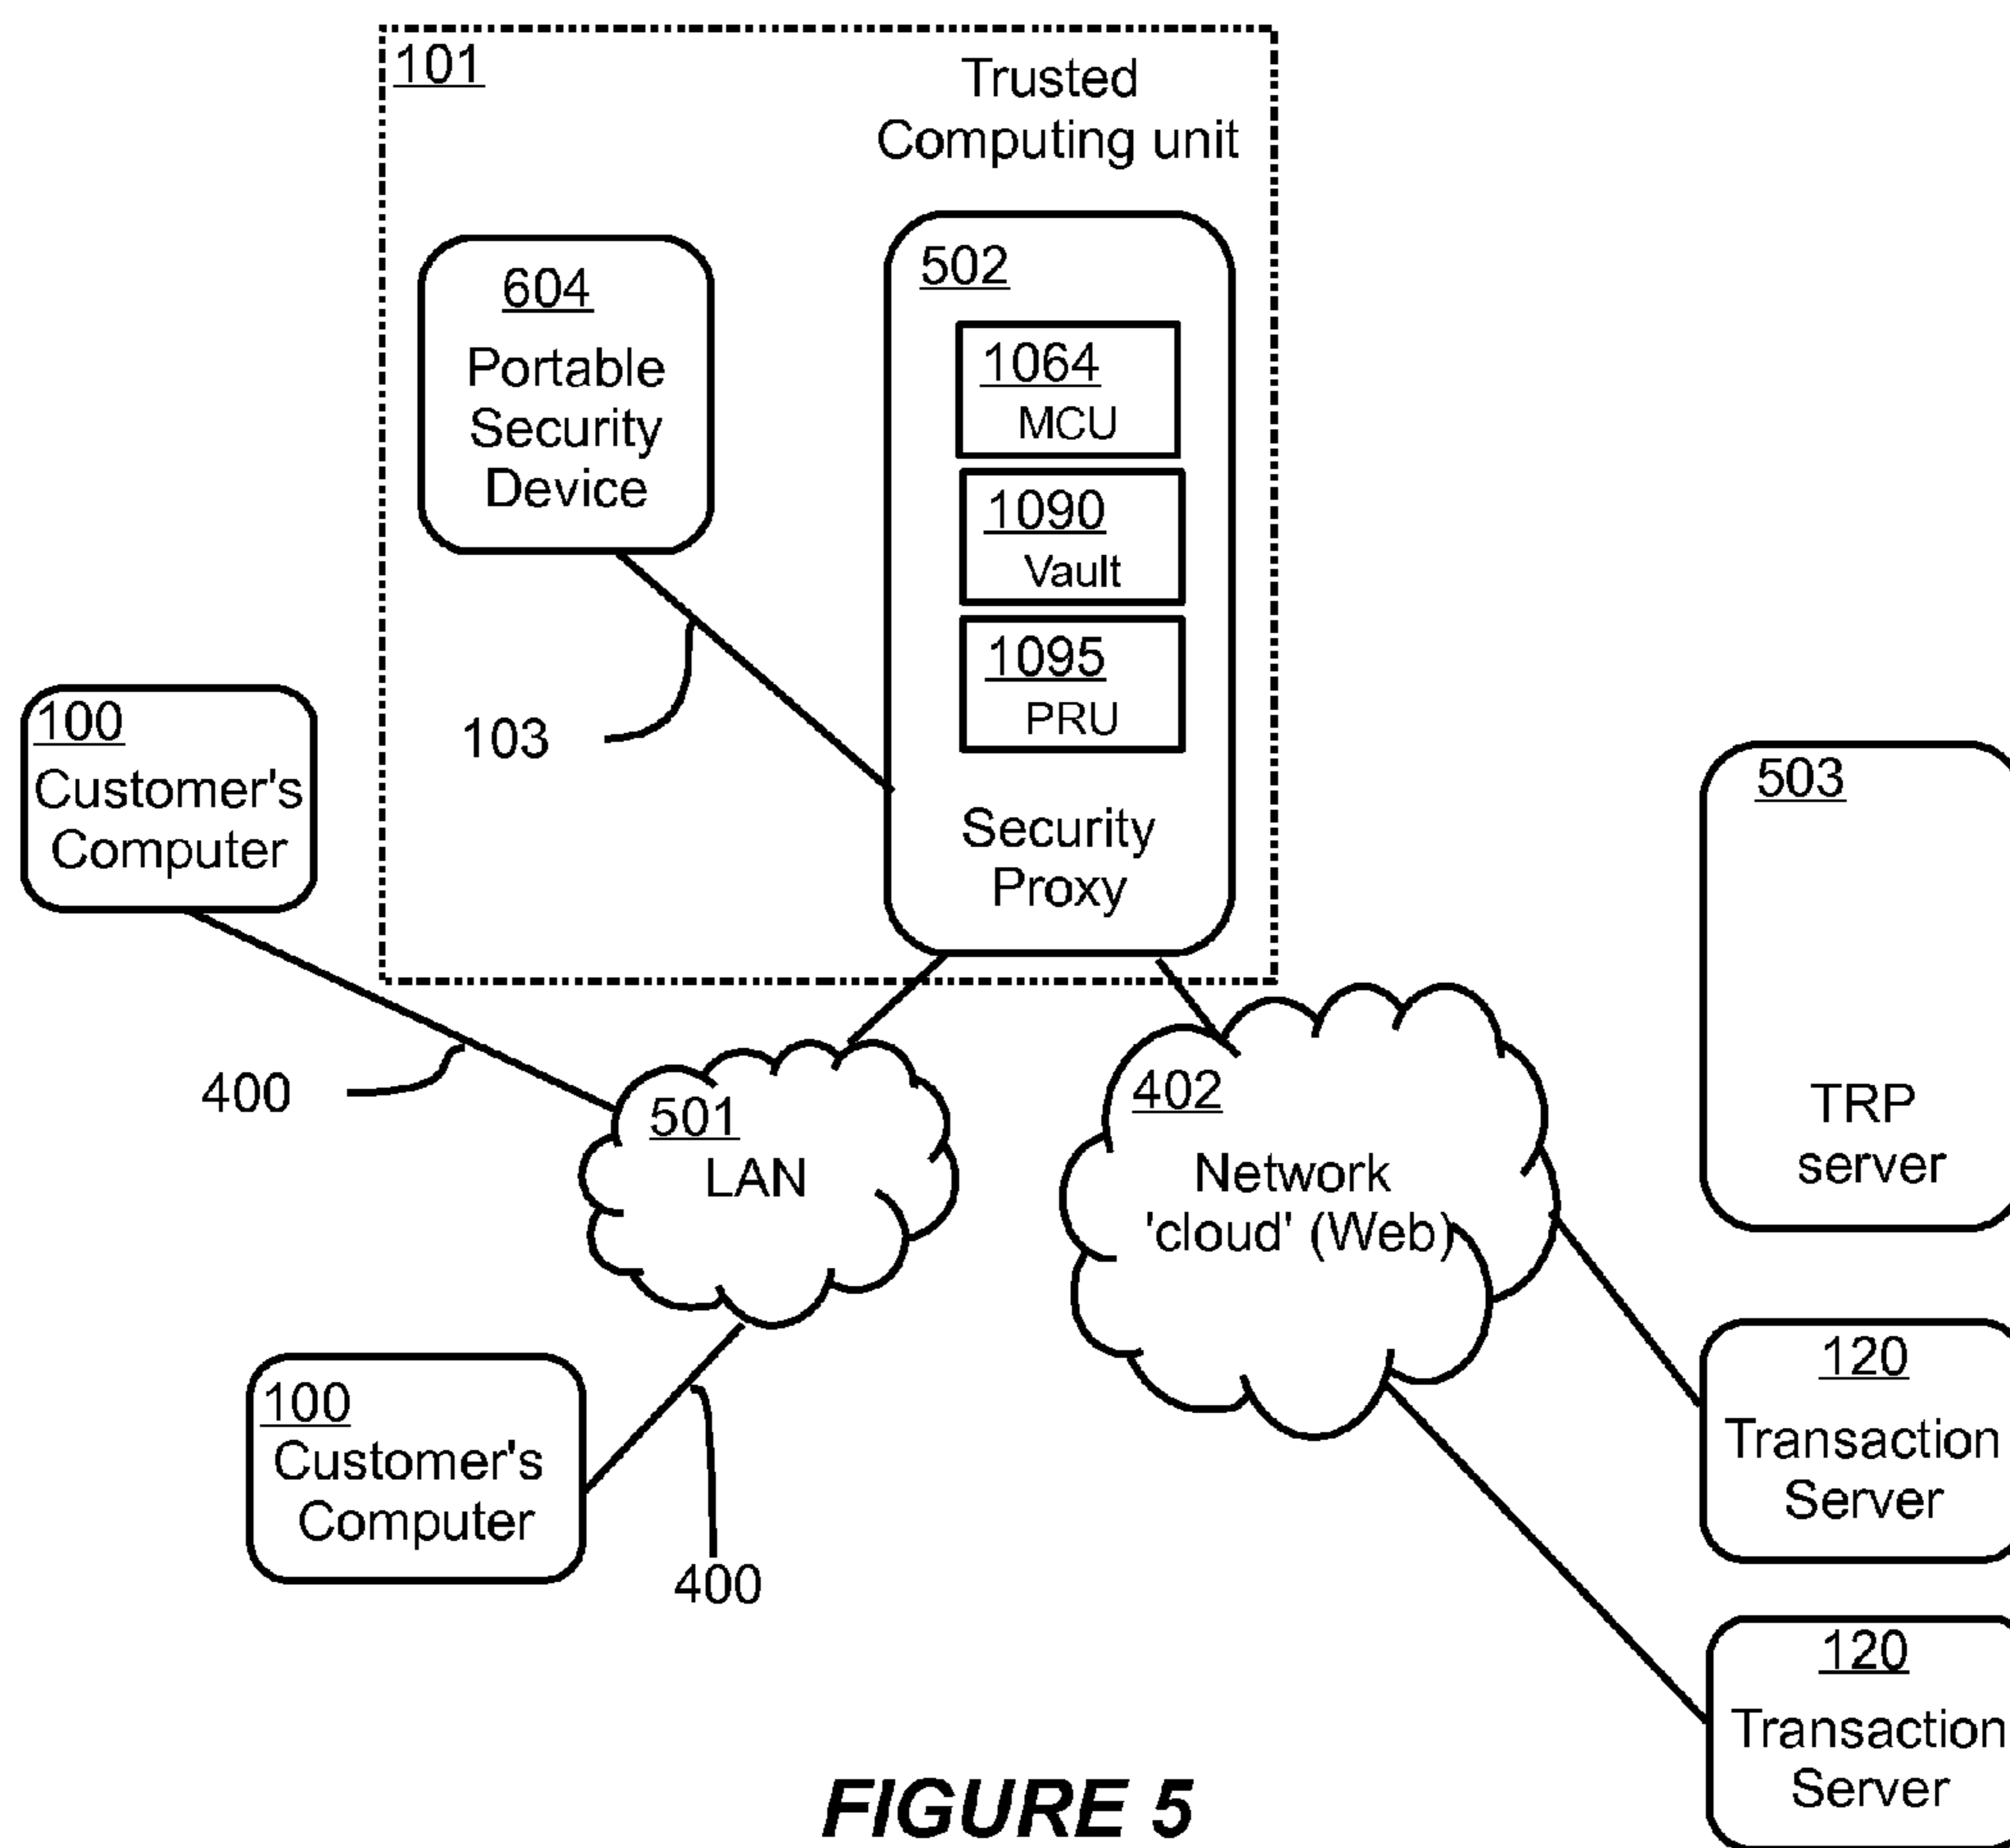 101
Trusted
Computing unit
604
Portable
Security
Device
502
1064
MCU
1090
Vault
1095
PRU
Security
Proxy
103
100
Customer's
Computer
503
TRP
server
400
501
LAN
402
Network
'cloud' (Web)
120
Transaction
Server
100
Customer's
Computer
400
120
Transaction
Server
FIGURE 5